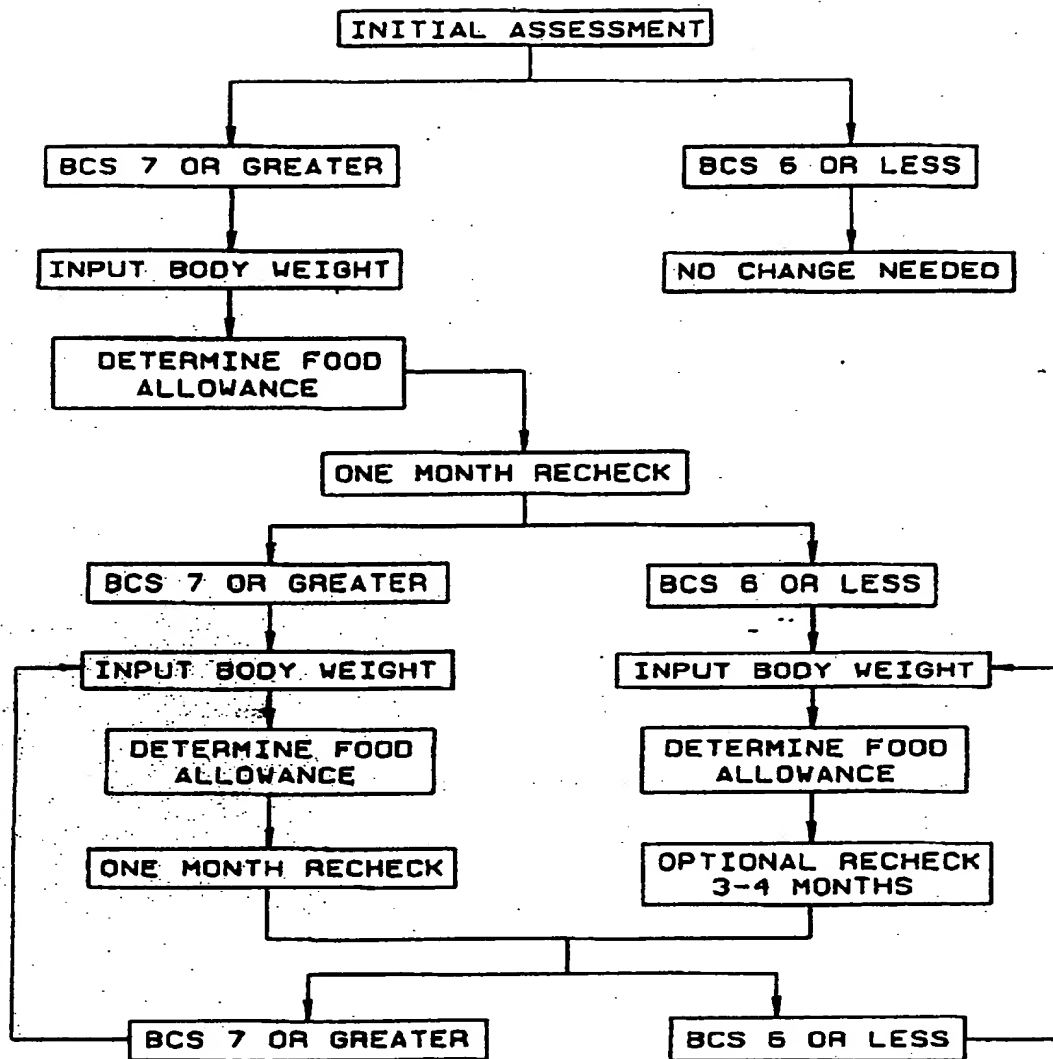 INITIAL ASSESSMENT
BCS 7 OR GREATER
BCS 6 OR LESS
INPUT BODY WEIGHT
NO CHANGE NEEDED
DETERMINE FOOD
ALLOWANCE
ONE MONTH RECHECK
BCS 7 OR GREATER
BCS 6 OR LESS
INPUT BODY WEIGHT
INPUT BODY WEIGHT
DETERMINE FOOD
ALLOWANCE
DETERMINE FOOD
ALLOWANCE
ONE MONTH RECHECK
OPTIONAL RECHECK
3-4 MONTHS
BCS 7 OR GREATER
BCS 6 OR LESS